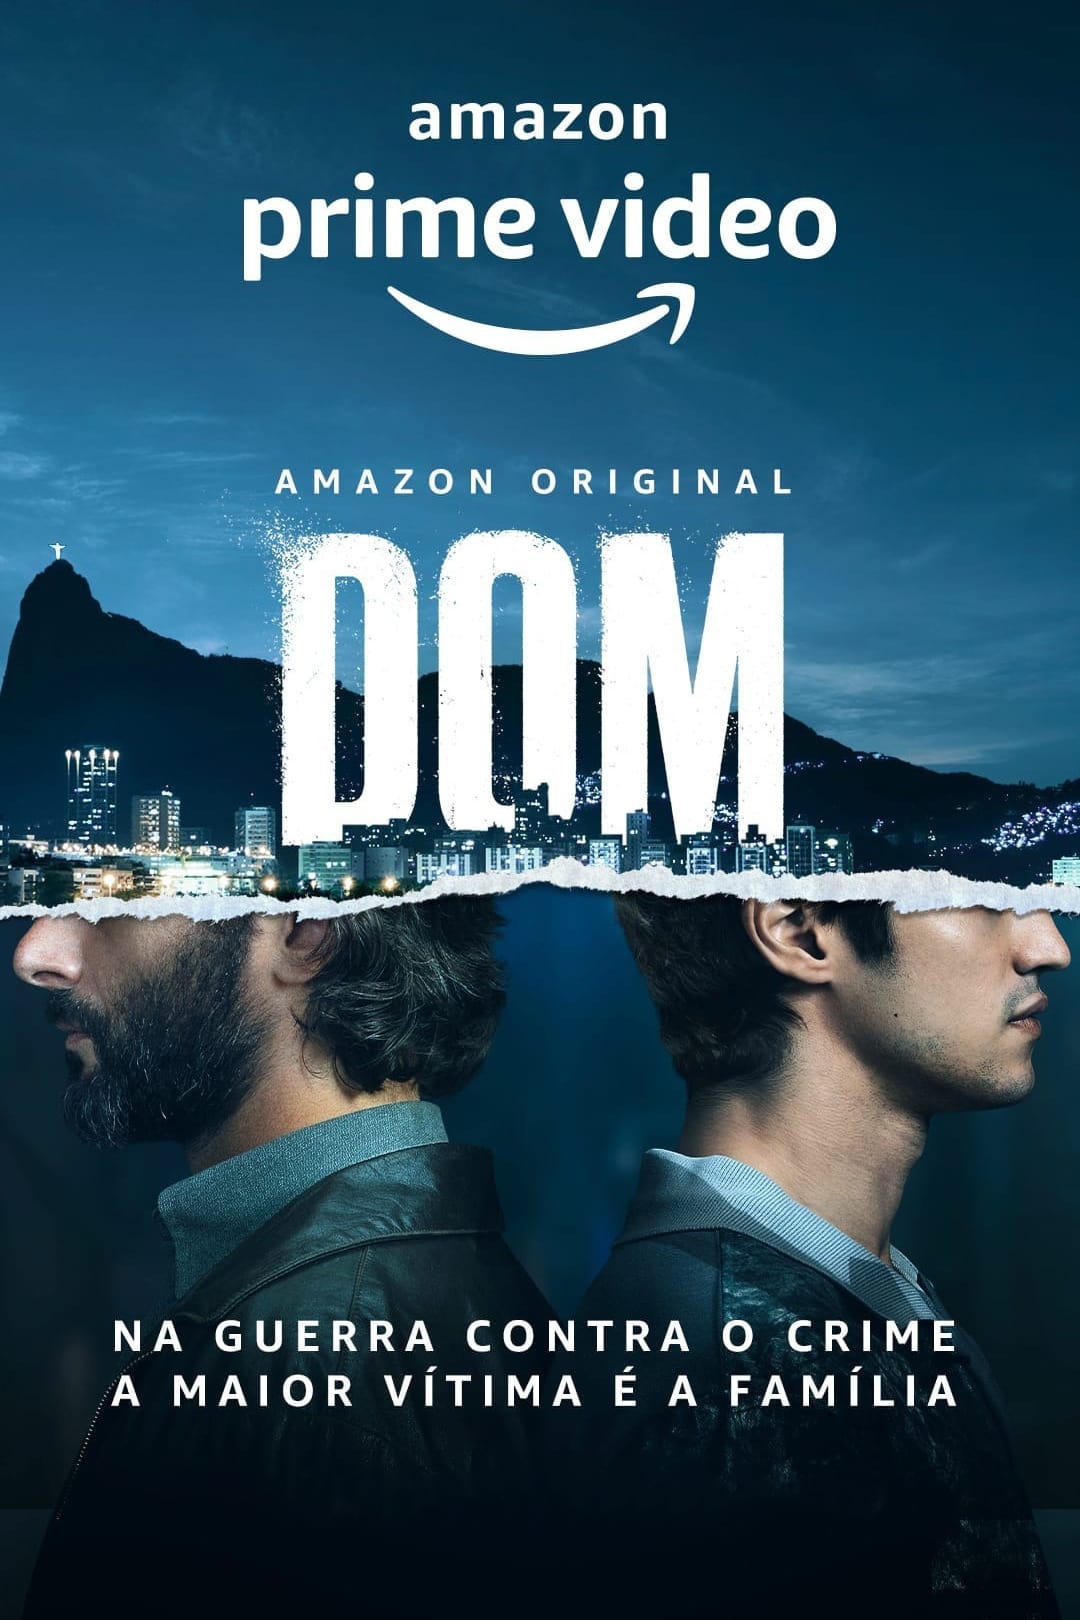 amazon
prime video
AMAZON ORIGINAL
DOM
NA GUERRA CONTRA O CRIME
A MAIOR VÍTIMA É A FAMÍLIA